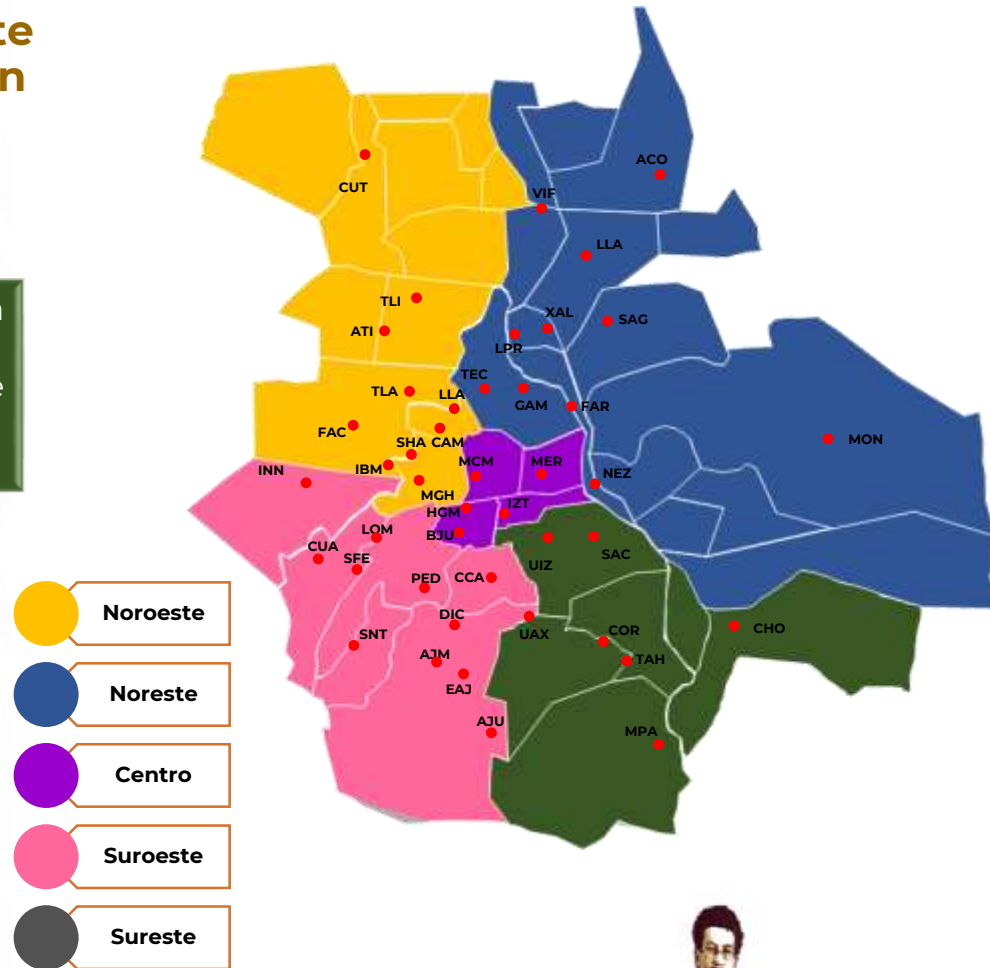 te
n
e
CUT
ACO
VIF
LLA
TLI
ATI
XAL
SAG
LPR
TEC
GAM
FAR
TLA
LLA
FAC
SHA
CAM
MON
INN
IBM
MCM
MER
NEZ
MGH
HGM
IZT
BJU
LOM
CUA
SFE
UIZ
SAC
PED
CCA
DIC
UAX
COR
CHO
SNT
AJM
TAH
EAJ
AJU
MPA
Noroeste
Noreste
Centro
Suroeste
Sureste